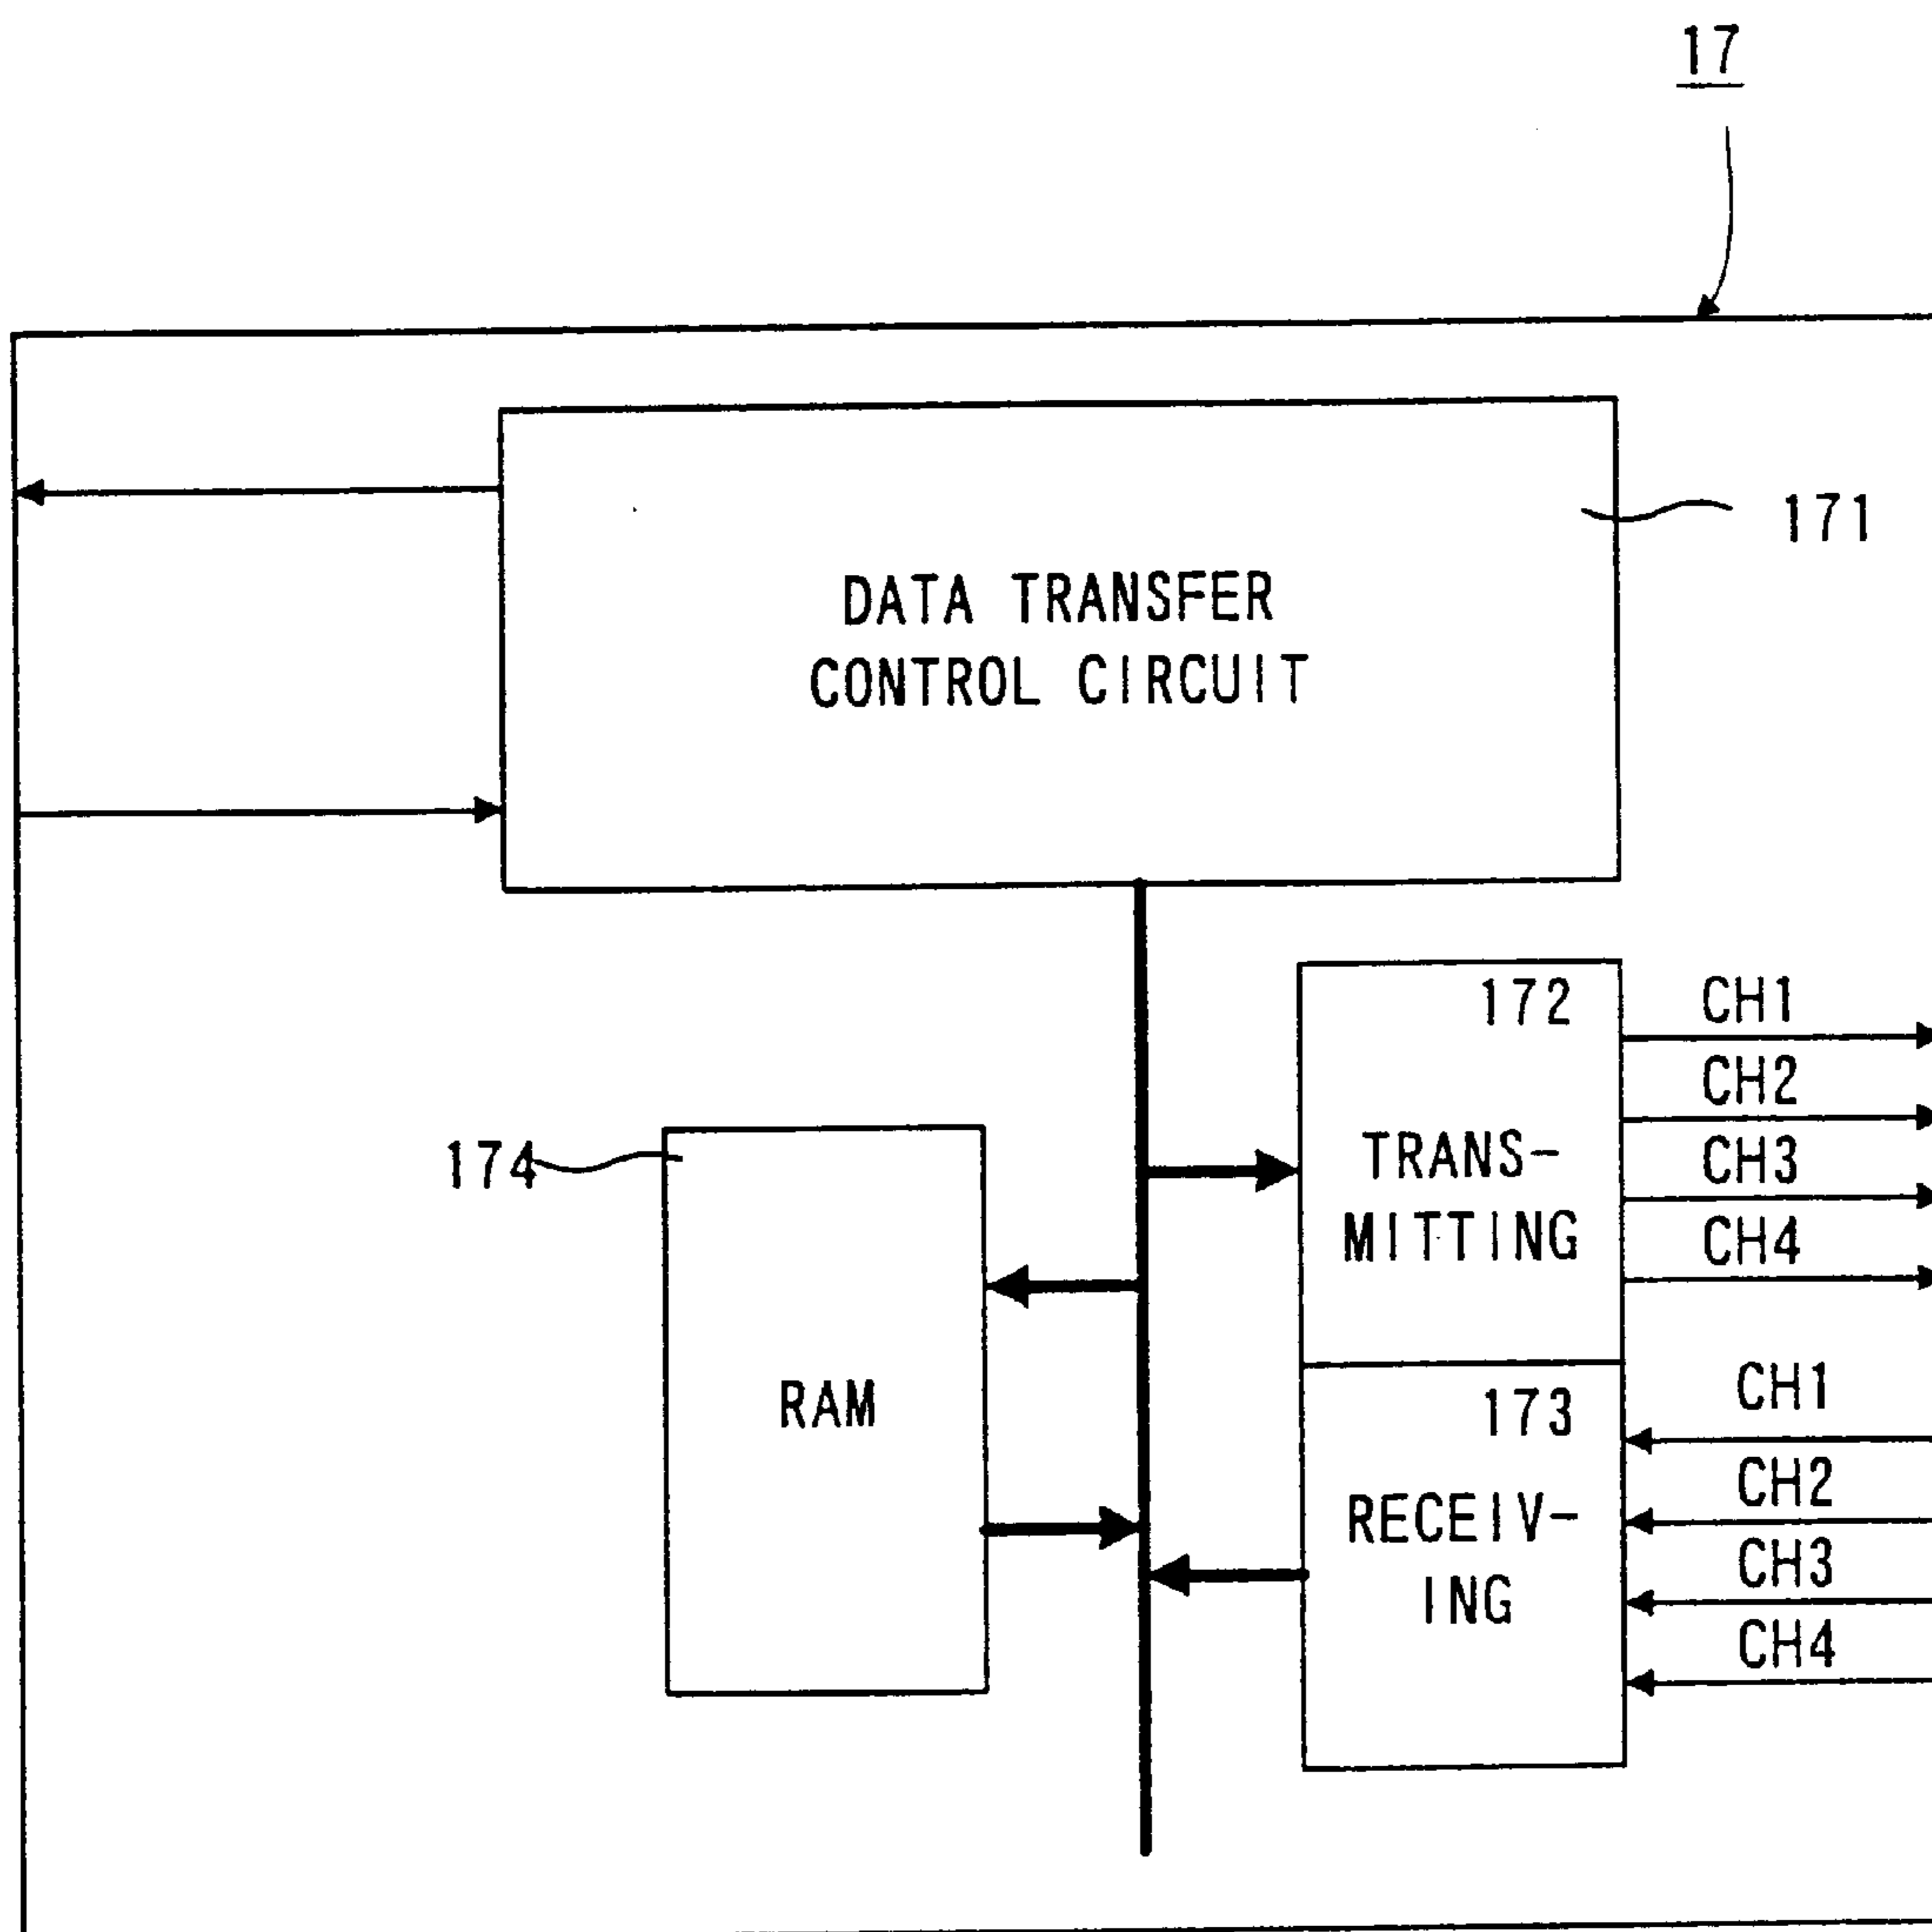 17
171
DATA TRANSFER
CONTROL CIRCUIT
172
CH1
CH2
TRANS-
CH3
MITTING
CH4
174
RAM
173
CH1
CH2
RECEIV-
ING
CH3
CH4